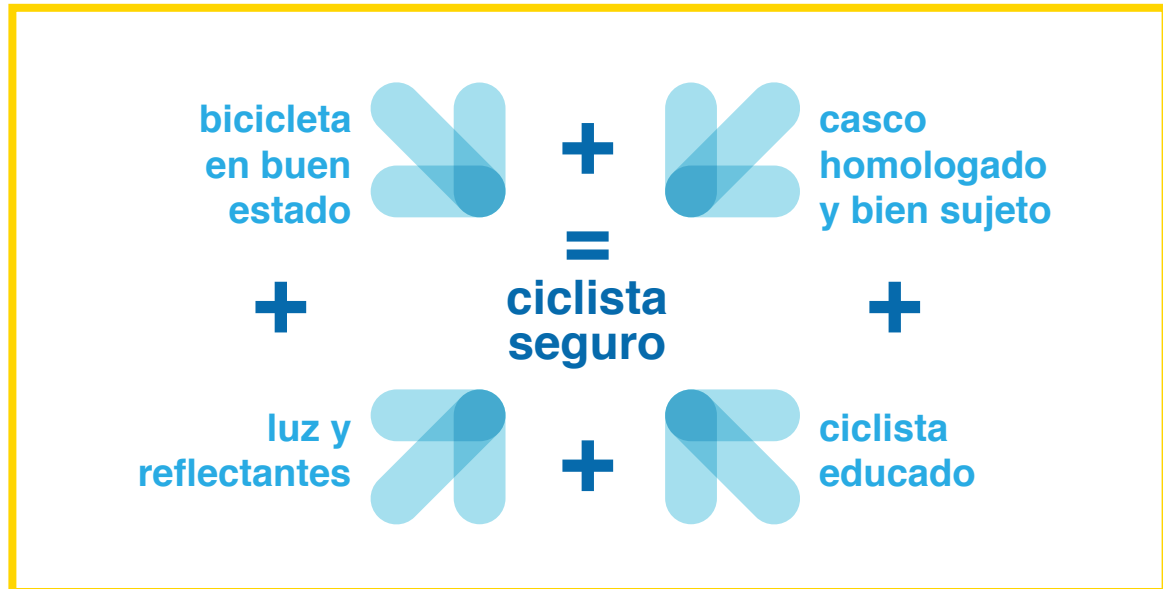 bicicleta
en buen
estado
+
casco
homologado
y bien sujeto
+
=
ciclista
seguro
+
luz y
reflectantes
+
ciclista
educado